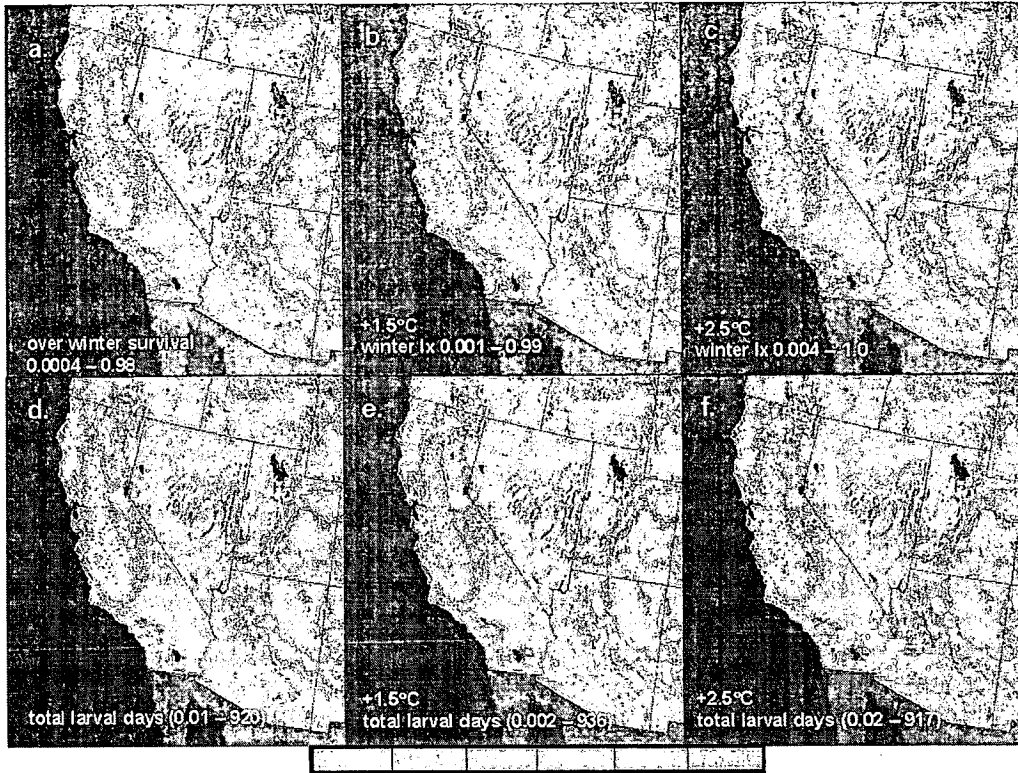 a.
b.
c.
over winter survival
0.0004 – 0.98
+1.5°C
winter lx 0.001 – 0.99
+2.5°C
winter lx 0.004 – 1.0
d.
e.
f.
total larval days (0.01 – 920)
+1.5°C
total larval days (0.002 – 936)
+2.5°C
total larval days (0.02 – 917)